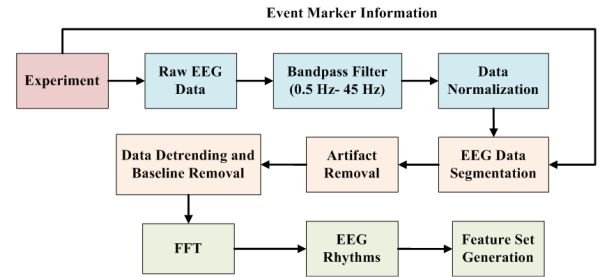 Event Marker Information
Experiment
Raw EEG
Data
Bandpass Filter
(0.5 Hz- 45 Hz)
Data
Normalization
Data Detrending and
Baseline Removal
Artifact
Removal
EEG Data
Segmentation
FFT
EEG
Rhythms
Feature Set
Generation